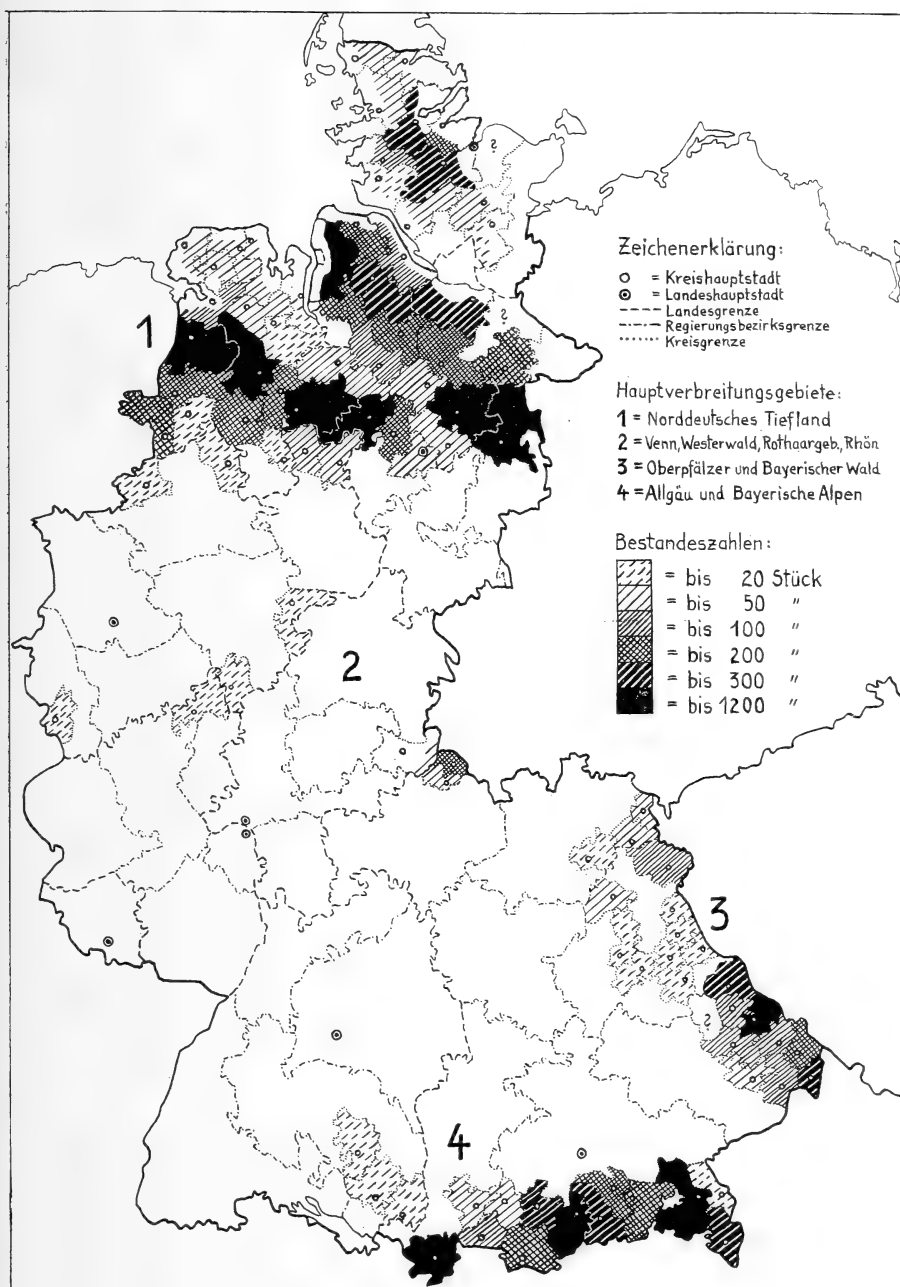 Zeichenerklärung:
o = Kreishauptstadt
⊙ = Landeshauptstadt
---- = Landesgrenze
-·-·- = Regierungsbezirksgrenze
······ = Kreisgrenze
Hauptverbreitungsgebiete:
1 = Norddeutsches Tiefland
2 = Venn, Westerwald, Rothaargeb., Rhön
3 = Oberpfälzer und Bayerischer Wald
4 = Allgäu und Bayerische Alpen
Bestandeszahlen:
= bis 20 Stück
= bis 50 "
= bis 100 "
= bis 200 "
= bis 300 "
= bis 1200 "
?
?
1
2
3
?
4